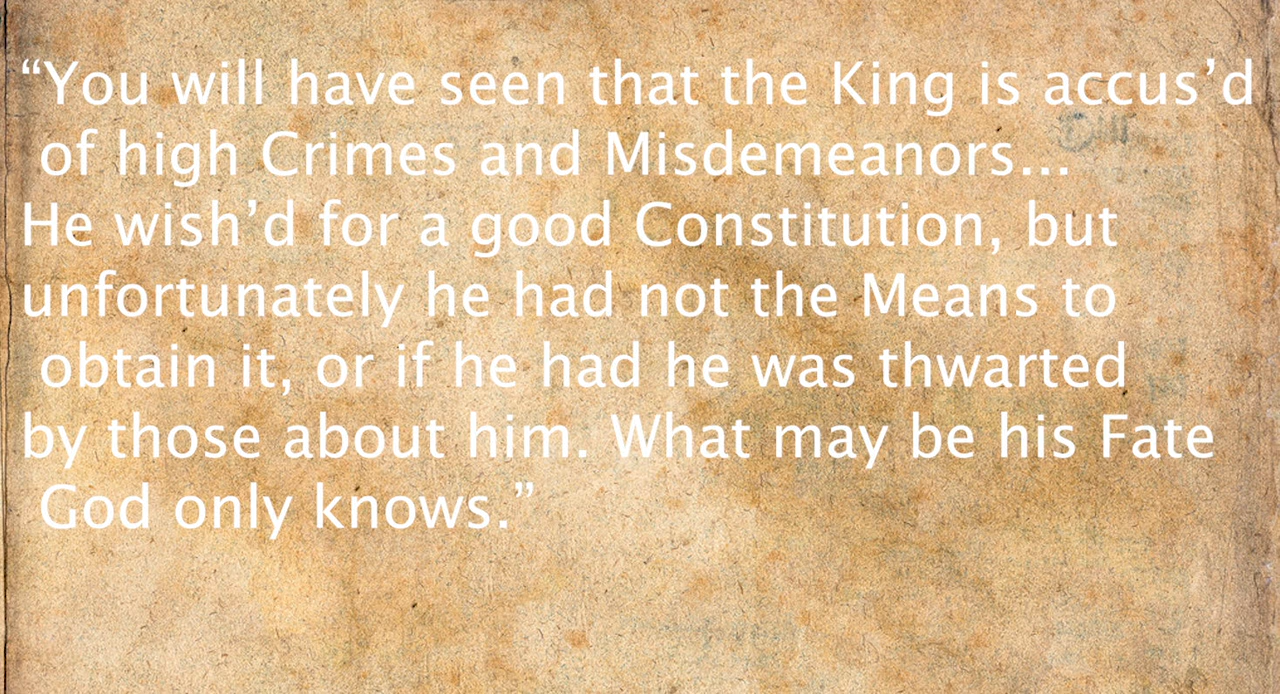 “You will have seen that the King is accus’d
of high Crimes and Misdemeanors...
He wish’d for a good Constitution, but
unfortunately he had not the Means to
obtain it, or if he had he was thwarted
by those about him. What may be his Fate
God only knows.”